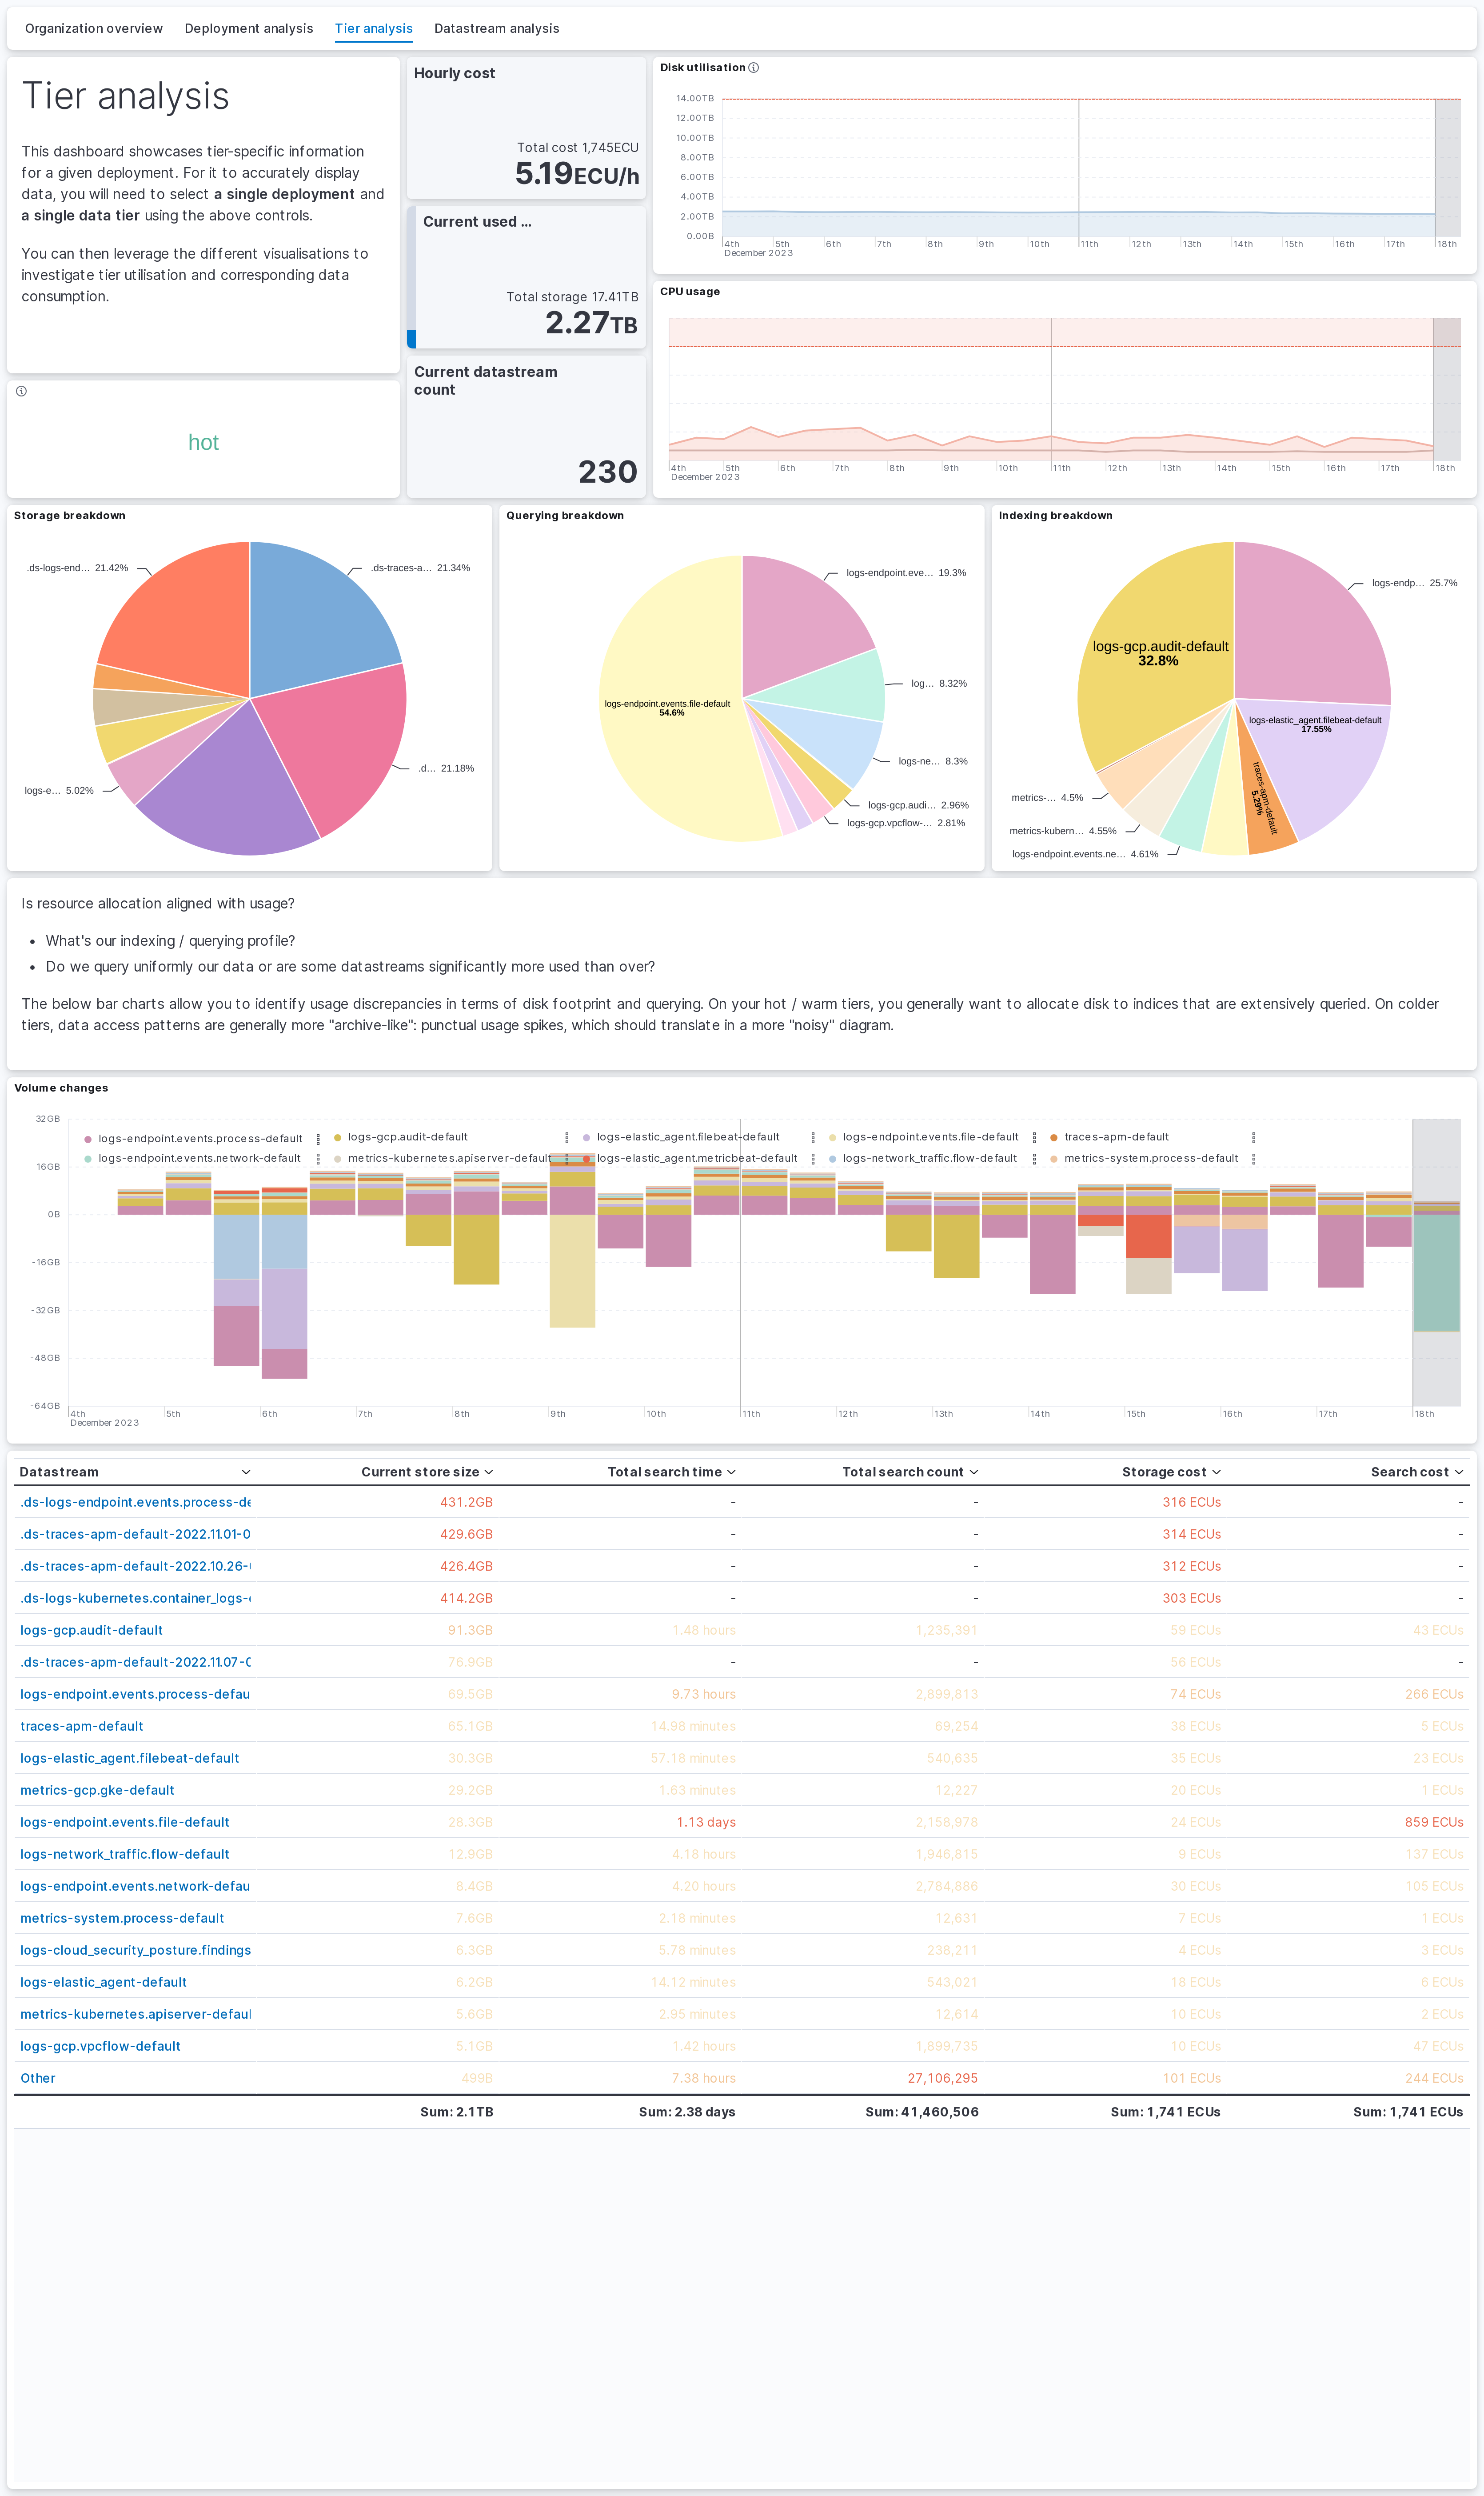 Organization overview
Deployment analysis
Tier analysis
Datastream analysis
Tier analysis
This dashboard showcases tier-specific information
for a given deployment. For it to accurately display
data, you will need to select a single deployment and
a single data tier using the above controls.
You can then leverage the different visualisations to
investigate tier utilisation and corresponding data
consumption.
hot
Hourly cost
Total cost 1,745ECU
5.19ECU/h
Current used ...
Total storage 17.41TB
2.27TB
Current datastream
count
230
Disk utilisation
14.00TB
12.00TB
10.00TB
8.00TB
6.00TB
4.00TB
2.00TB
0.00B
4th 5th 6th 7th 8th 9th 10th 11th 12th 13th 14th 15th 16th 17th 18th
December 2023
CPU usage
4th 5th 6th 7th 8th 9th 10th 11th 12th 13th 14th 15th 16th 17th 18th
December 2023
Storage breakdown
.ds-logs-end… 21.42%
.ds-traces-a… 21.34%
.d… 21.18%
logs-e… 5.02%
Querying breakdown
logs-endpoint.eve… 19.3%
log… 8.32%
logs-endpoint.events.file-default
54.6%
logs-ne… 8.3%
logs-gcp.audi… 2.96%
logs-gcp.vpcflow-… 2.81%
Indexing breakdown
logs-endp… 25.7%
logs-gcp.audit-default
32.8%
logs-elastic_agent.filebeat-default
17.55%
traces-apm-default
5.29%
metrics-… 4.5%
metrics-kubern… 4.55%
logs-endpoint.events.ne… 4.61%
Is resource allocation aligned with usage?
• What's our indexing / querying profile?
• Do we query uniformly our data or are some datastreams significantly more used than over?
The below bar charts allow you to identify usage discrepancies in terms of disk footprint and querying. On your hot / warm tiers, you generally want to allocate disk to indices that are extensively queried. On colder
tiers, data access patterns are generally more "archive-like": punctual usage spikes, which should translate in a more "noisy" diagram.
Volume changes
32GB
16GB
0B
-16GB
-32GB
-48GB
-64GB
logs-endpoint.events.process-default logs-gcp.audit-default logs-elastic_agent.filebeat-default logs-endpoint.events.file-default traces-apm-default
logs-endpoint.events.network-default metrics-kubernetes.apiserver-default logs-elastic_agent.metricbeat-default logs-network_traffic.flow-default metrics-system.process-default
4th 5th 6th 7th 8th 9th 10th 11th 12th 13th 14th 15th 16th 17th 18th
December 2023
Datastream Current store size Total search time Total search count Storage cost Search cost
.ds-logs-endpoint.events.process-de 431.2GB - - 316 ECUs -
.ds-traces-apm-default-2022.11.01-0 429.6GB - - 314 ECUs -
.ds-traces-apm-default-2022.10.26- 426.4GB - - 312 ECUs -
.ds-logs-kubernetes.container_logs- 414.2GB - - 303 ECUs -
logs-gcp.audit-default 91.3GB 1.48 hours 1,235,391 59 ECUs 43 ECUs
.ds-traces-apm-default-2022.11.07-0 76.9GB - - 56 ECUs -
logs-endpoint.events.process-defau 69.5GB 9.73 hours 2,899,813 74 ECUs 266 ECUs
traces-apm-default 65.1GB 14.98 minutes 69,254 38 ECUs 5 ECUs
logs-elastic_agent.filebeat-default 30.3GB 57.18 minutes 540,635 35 ECUs 23 ECUs
metrics-gcp.gke-default 29.2GB 1.63 minutes 12,227 20 ECUs 1 ECUs
logs-endpoint.events.file-default 28.3GB 1.13 days 2,158,978 24 ECUs 859 ECUs
logs-network_traffic.flow-default 12.9GB 4.18 hours 1,946,815 9 ECUs 137 ECUs
logs-endpoint.events.network-defau 8.4GB 4.20 hours 2,784,886 30 ECUs 105 ECUs
metrics-system.process-default 7.6GB 2.18 minutes 12,631 7 ECUs 1 ECUs
logs-cloud_security_posture.findings 6.3GB 5.78 minutes 238,211 4 ECUs 3 ECUs
logs-elastic_agent-default 6.2GB 14.12 minutes 543,021 18 ECUs 6 ECUs
metrics-kubernetes.apiserver-defaul 5.6GB 2.95 minutes 12,614 10 ECUs 2 ECUs
logs-gcp.vpcflow-default 5.1GB 1.42 hours 1,899,735 10 ECUs 47 ECUs
Other 499B 7.38 hours 27,106,295 101 ECUs 244 ECUs
Sum: 2.1TB Sum: 2.38 days Sum: 41,460,506 Sum: 1,741 ECUs Sum: 1,741 ECUs